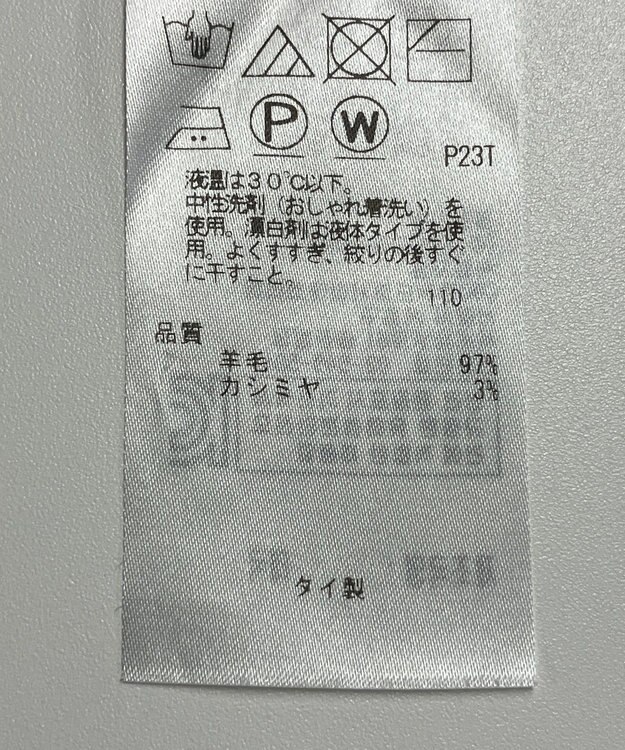 P
W
P23T
液温は30℃以下。
中性洗剤（おしゃれ着洗い）を
使用。漂白剤は液体タイプを使
用。よくすすぎ、絞りの後すぐ
に干すこと。
110
品質
羊毛 97%
カシミヤ 3%
タイ製